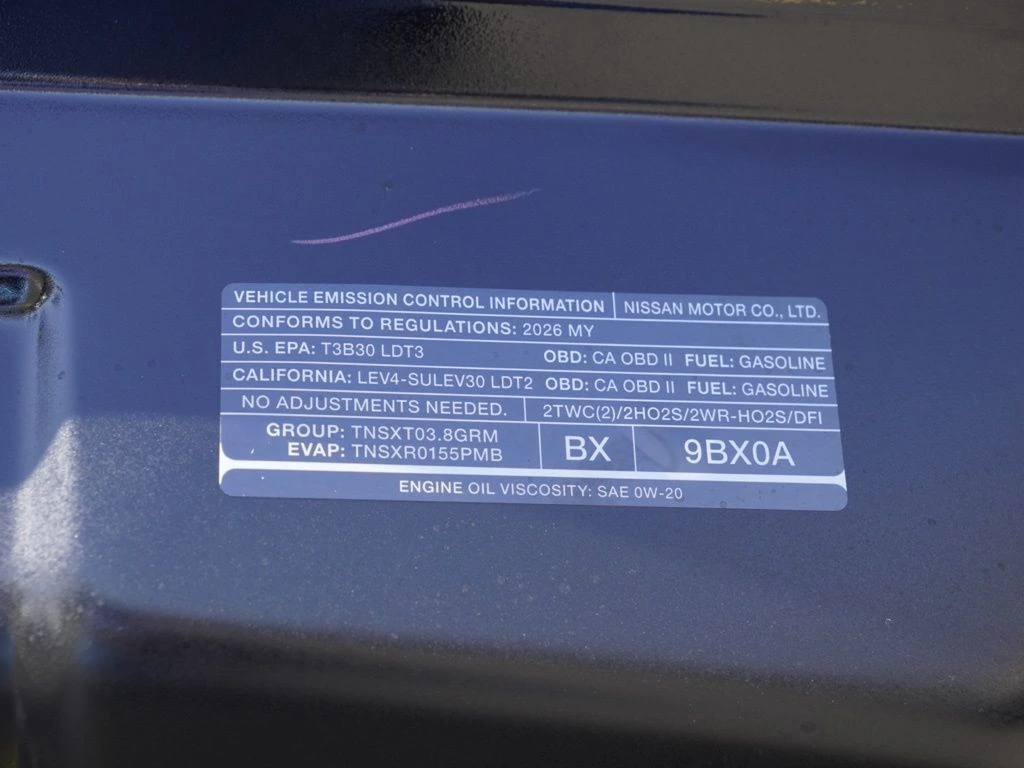 VEHICLE EMISSION CONTROL INFORMATION NISSAN MOTOR CO., LTD.
CONFORMS TO REGULATIONS: 2026 MY
U.S. EPA: T3B30 LDT3 OBD: CA OBD II FUEL: GASOLINE
CALIFORNIA: LEV4-SULEV30 LDT2 OBD: CA OBD II FUEL: GASOLINE
NO ADJUSTMENTS NEEDED. 2TWC(2)/2HO2S/2WR-HO2S/DFI
GROUP: TNSXT03.8GRM
EVAP: TNSXR0155PMB
BX 9BX0A
ENGINE OIL VISCOSITY: SAE 0W-20